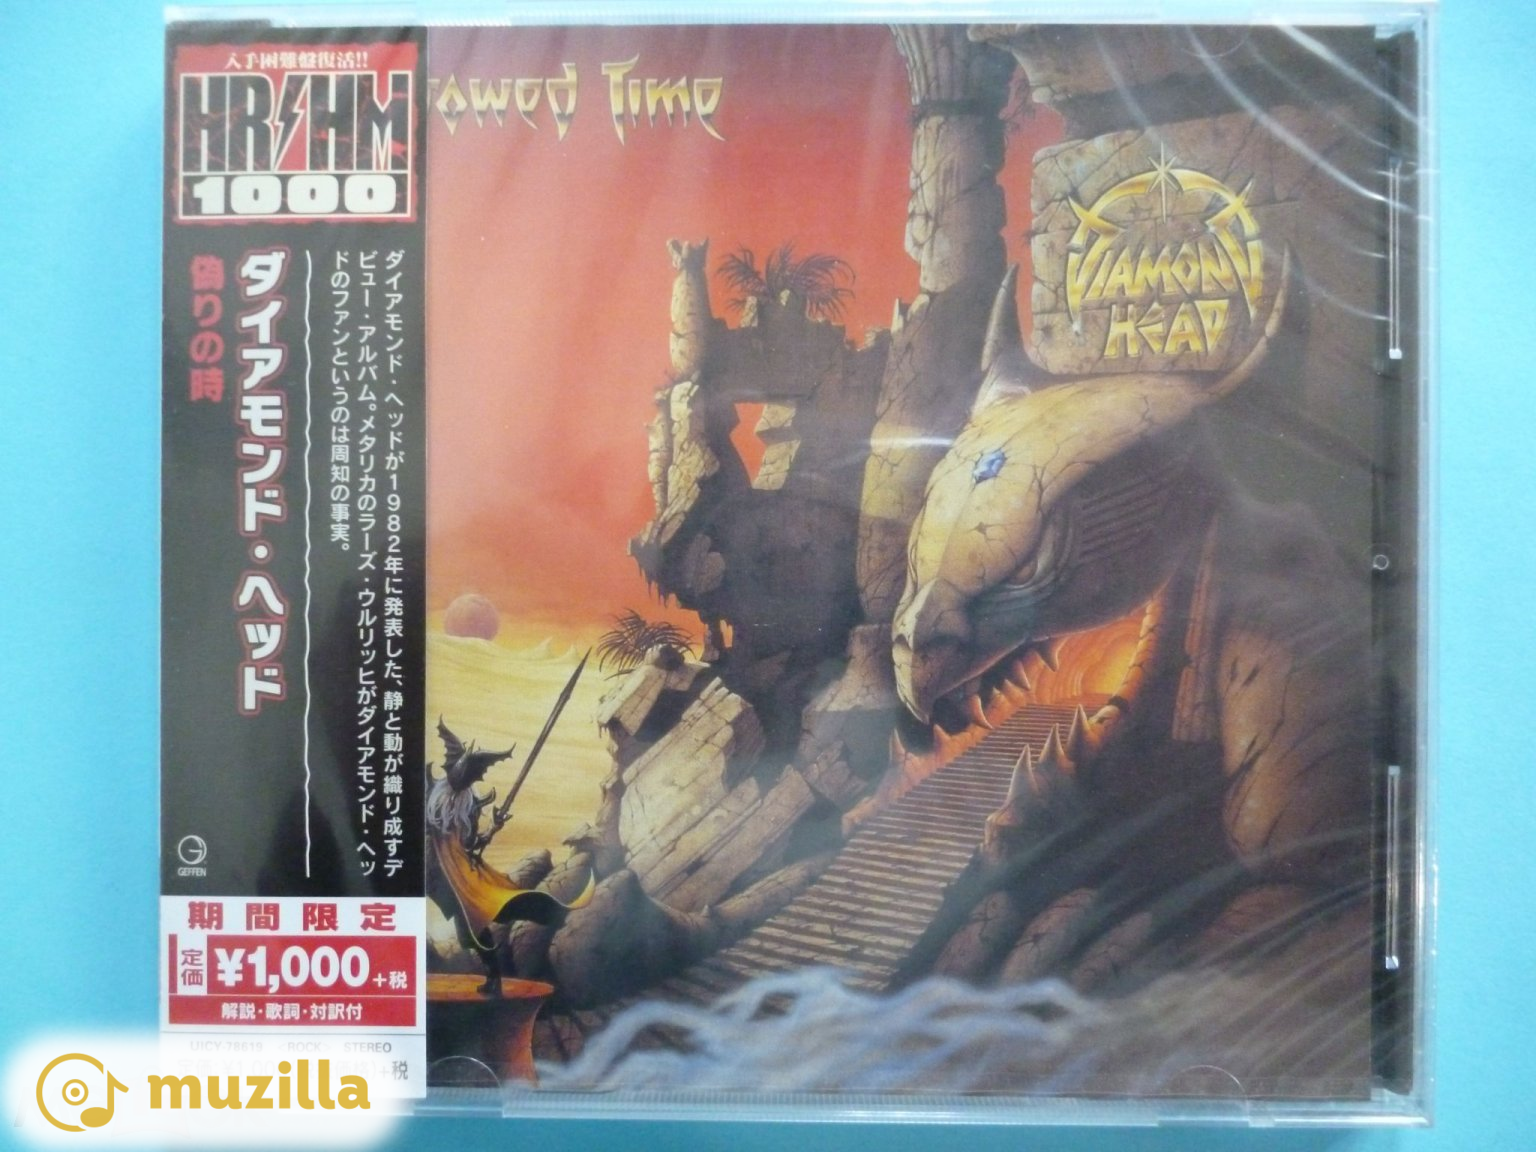 入手困難盤復活!!
HR/HM
1000
ダイアモンド・ヘッド
偽りの時
ダイアモンド・ヘッドが1982年に発表した、静と動が織り成すデ
ビュー・アルバム。メタリカのラーズ・ウルリッヒがダイアモンド・ヘッ
ドのファンというのは周知の事実。
GEFFEN
期間限定
定価 ¥1,000+税
解説・歌詞・対訳付
UICY-78619 ROCK STEREO
+税
rowed Time
DIAMOND
HEAD
muzilla